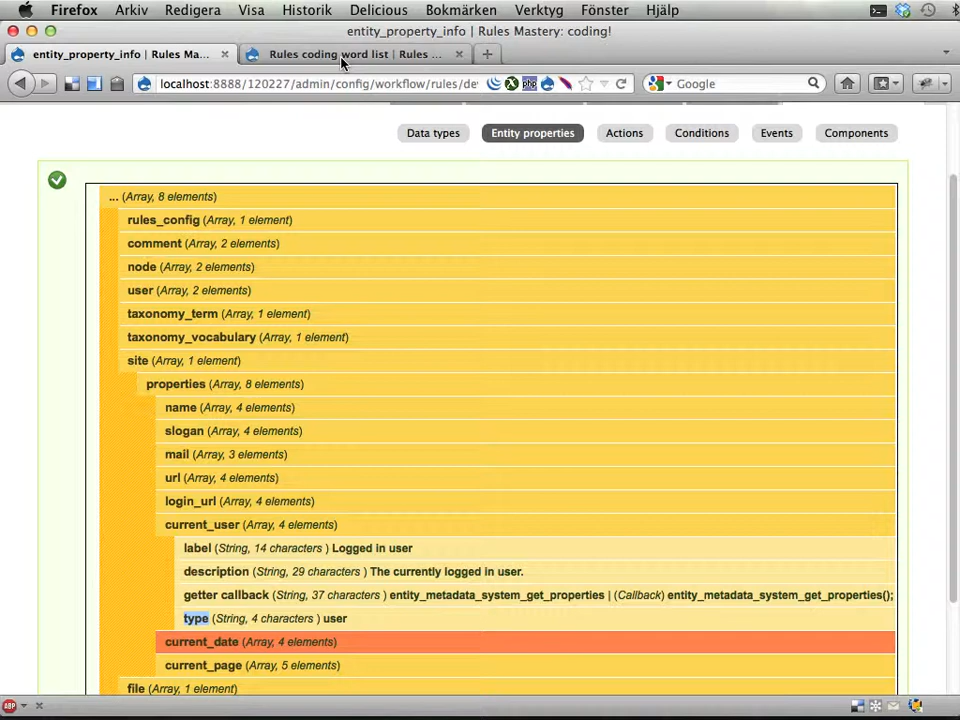 Firefox Arkiv Redigera Visa Historik Delicious Bokmärken Verktyg Fönster Hjälp
entity_property_info | Rules Mastery: coding!
entity_property_info | Rules Ma... Rules coding word list | Rules ...
localhost:8888/120227/admin/config/workflow/rules/de php Google
Data types Entity properties Actions Conditions Events Components
... (Array, 8 elements)
rules_config (Array, 1 element)
comment (Array, 2 elements)
node (Array, 2 elements)
user (Array, 2 elements)
taxonomy_term (Array, 1 element)
taxonomy_vocabulary (Array, 1 element)
site (Array, 1 element)
properties (Array, 8 elements)
name (Array, 4 elements)
slogan (Array, 4 elements)
mail (Array, 3 elements)
url (Array, 4 elements)
login_url (Array, 4 elements)
current_user (Array, 4 elements)
label (String, 14 characters ) Logged in user
description (String, 29 characters ) The currently logged in user.
getter callback (String, 37 characters ) entity_metadata_system_get_properties | (Callback) entity_metadata_system_get_properties();
type (String, 4 characters ) user
current_date (Array, 4 elements)
current_page (Array, 5 elements)
file (Array, 1 element)
ABP